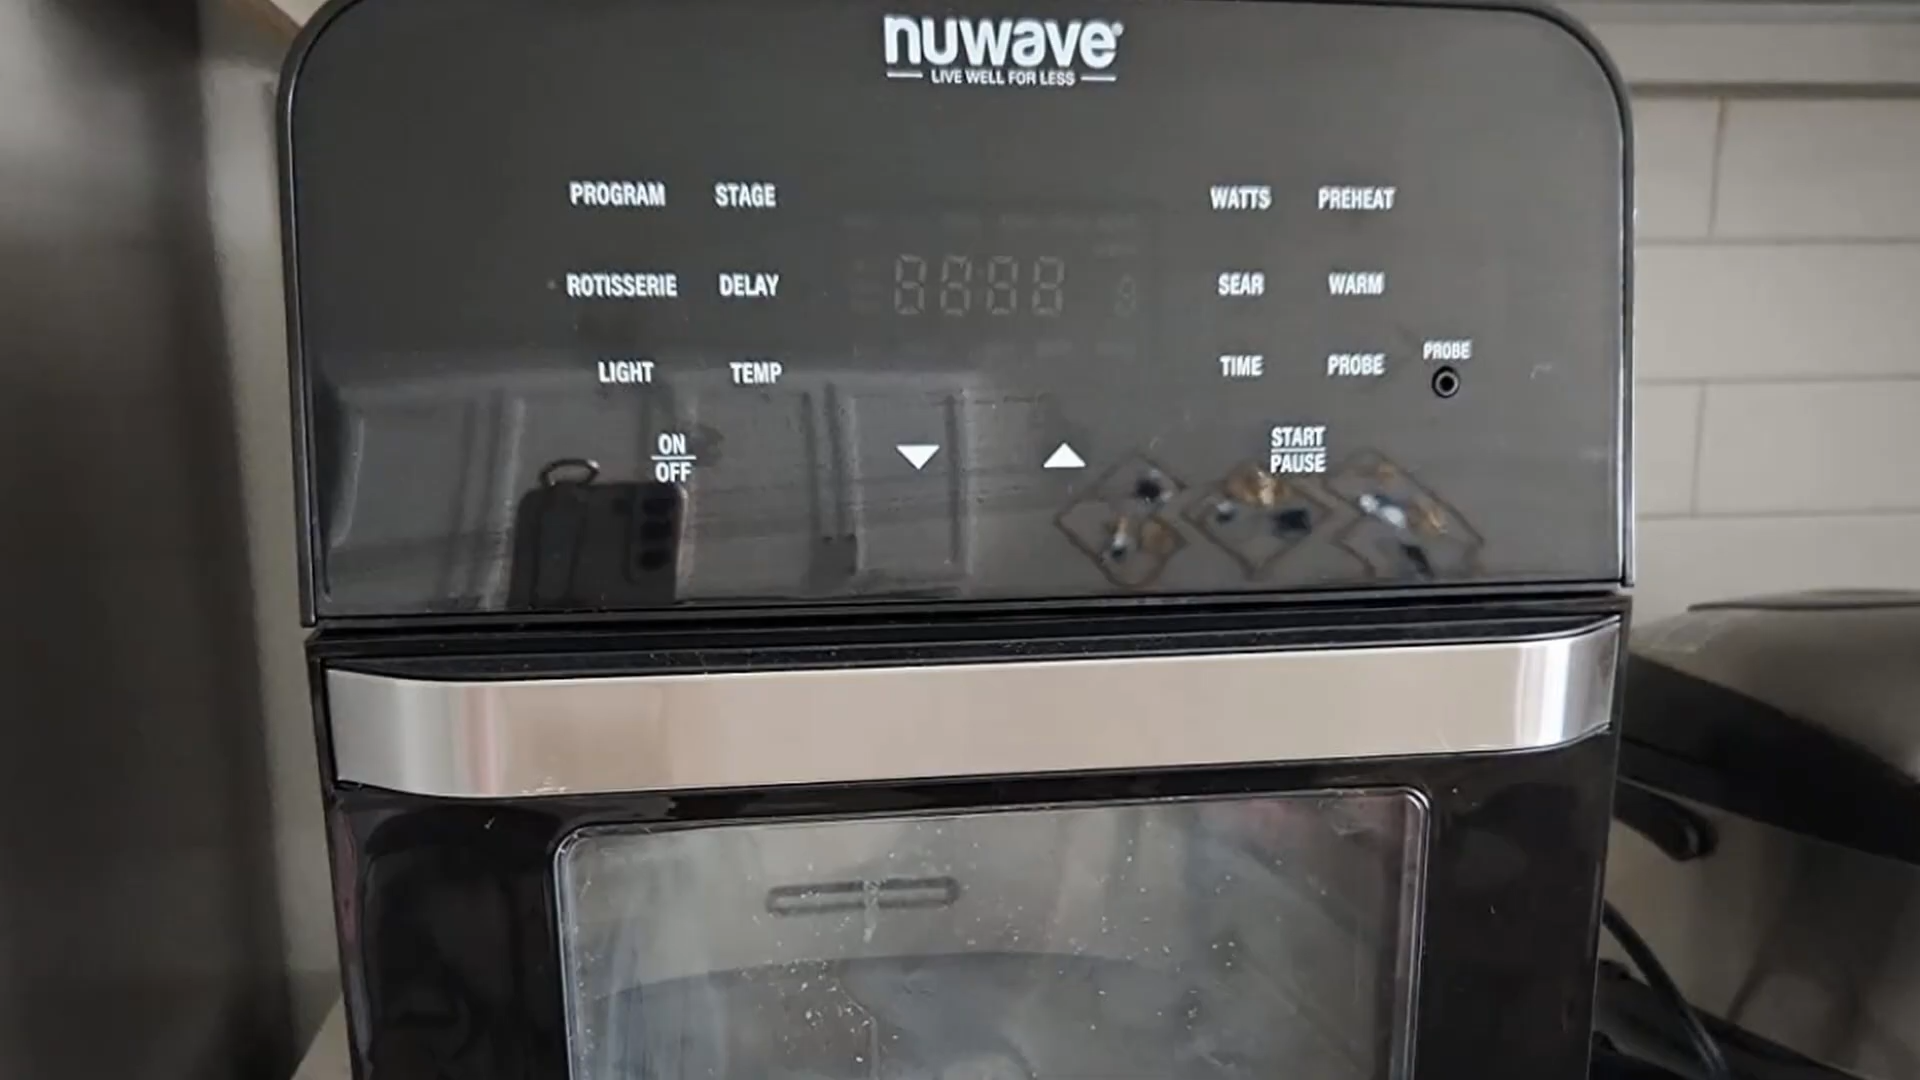 nuwave®
LIVE WELL FOR LESS
PROGRAM STAGE WATTS PREHEAT
ROTISSERIE DELAY SEAR WARM
LIGHT TEMP TIME PROBE PROBE
ON
OFF
START
PAUSE